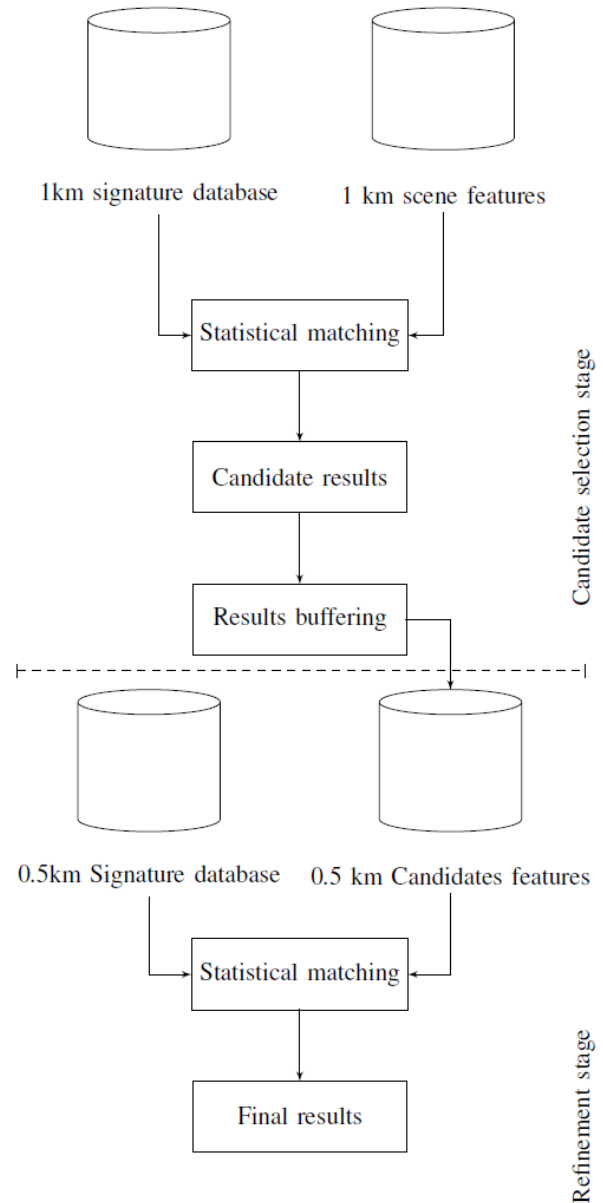 1km signature database
1 km scene features
Statistical matching
Candidate results
Results buffering
Candidate selection stage
0.5km Signature database
0.5 km Candidates features
Statistical matching
Final results
Refinement stage